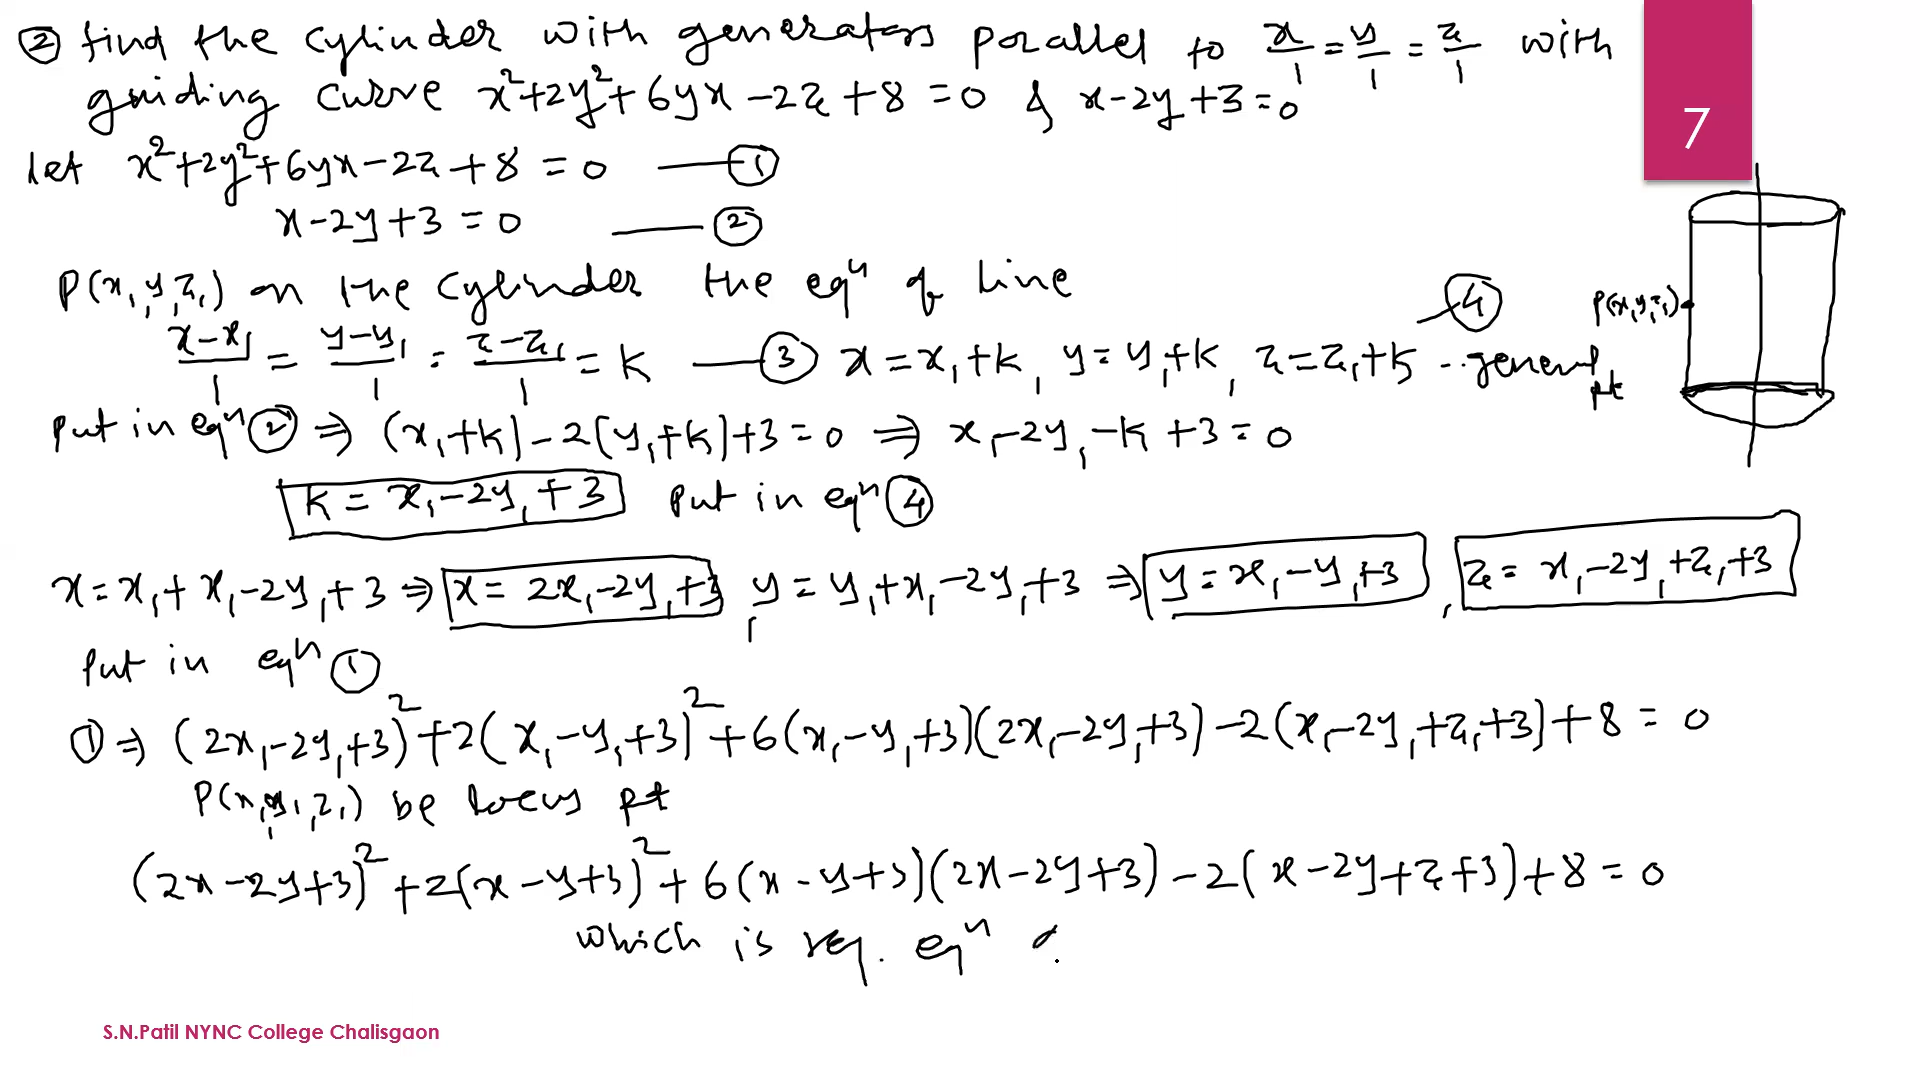 ② find the cylinder with generators parallel to x/1 = y/1 = z/1 with
guiding curve x²+2y²+6yx-2z+8=0 & x-2y+3=0
7
let x²+2y²+6yx-2z+8=0 —— ①
x-2y+3=0 —— ②
P(x₁,y₁,z₁) on the cylinder the eqⁿ of line
(x-x₁)/1 = (y-y₁)/1 = (z-z₁)/1 = k —— ③ x=x₁+k, y=y₁+k, z=z₁+k -- general pt — ④
P(x₁,y₁,z₁)
Put in eqⁿ ② ⇒ (x₁+k)-2(y₁+k)+3=0 ⇒ x₁-2y₁-k+3=0
k=x₁-2y₁+3 Put in eqⁿ ④
x=x₁+x₁-2y₁+3 ⇒ x=2x₁-2y₁+3, y=y₁+x₁-2y₁+3 ⇒ y=x₁-y₁+3, z=x₁-2y₁+z₁+3
Put in eqⁿ ①
① ⇒ (2x₁-2y₁+3)²+2(x₁-y₁+3)²+6(x₁-y₁+3)(2x₁-2y₁+3)-2(x₁-2y₁+z₁+3)+8=0
P(x₁,y₁,z₁) be locus pt
(2x-2y+3)²+2(x-y+3)²+6(x-y+3)(2x-2y+3)-2(x-2y+z+3)+8=0
which is req. eqⁿ
S.N.Patil NYNC College Chalisgaon